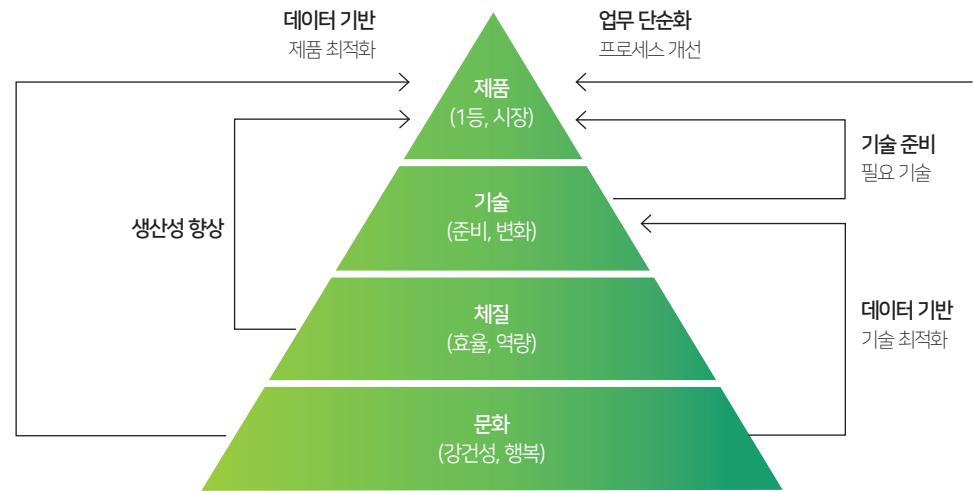 데이터 기반
제품 최적화
업무 단순화
프로세스 개선
제품
(1등, 시장)
기술 준비
필요 기술
기술
(준비, 변화)
생산성 향상
체질
(효율, 역량)
데이터 기반
기술 최적화
문화
(강건성, 행복)